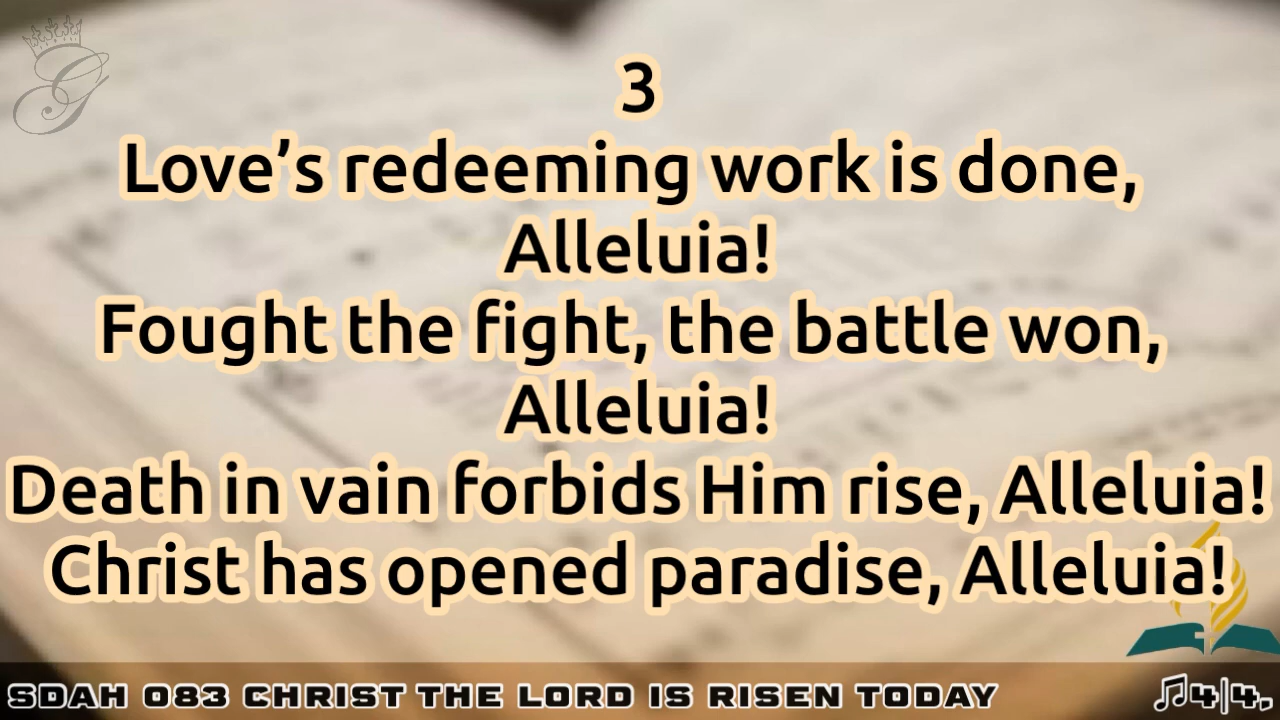 3
Love’s redeeming work is done,
Alleluia!
Fought the fight, the battle won,
Alleluia!
Death in vain forbids Him rise, Alleluia!
Christ has opened paradise, Alleluia!
SDAH 083 CHRIST THE LORD IS RISEN TODAY
♫4|4.
G